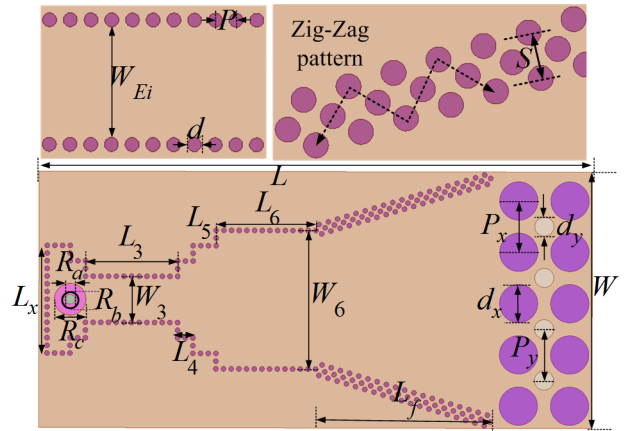 P
W_Ei
d
Zig-Zag
pattern
S
L
L_6
L_5
L_3
P_x
d_y
R_a
L_x
R_b
W_3
W_6
d_x
W
R_c
L_4
P_y
L_f